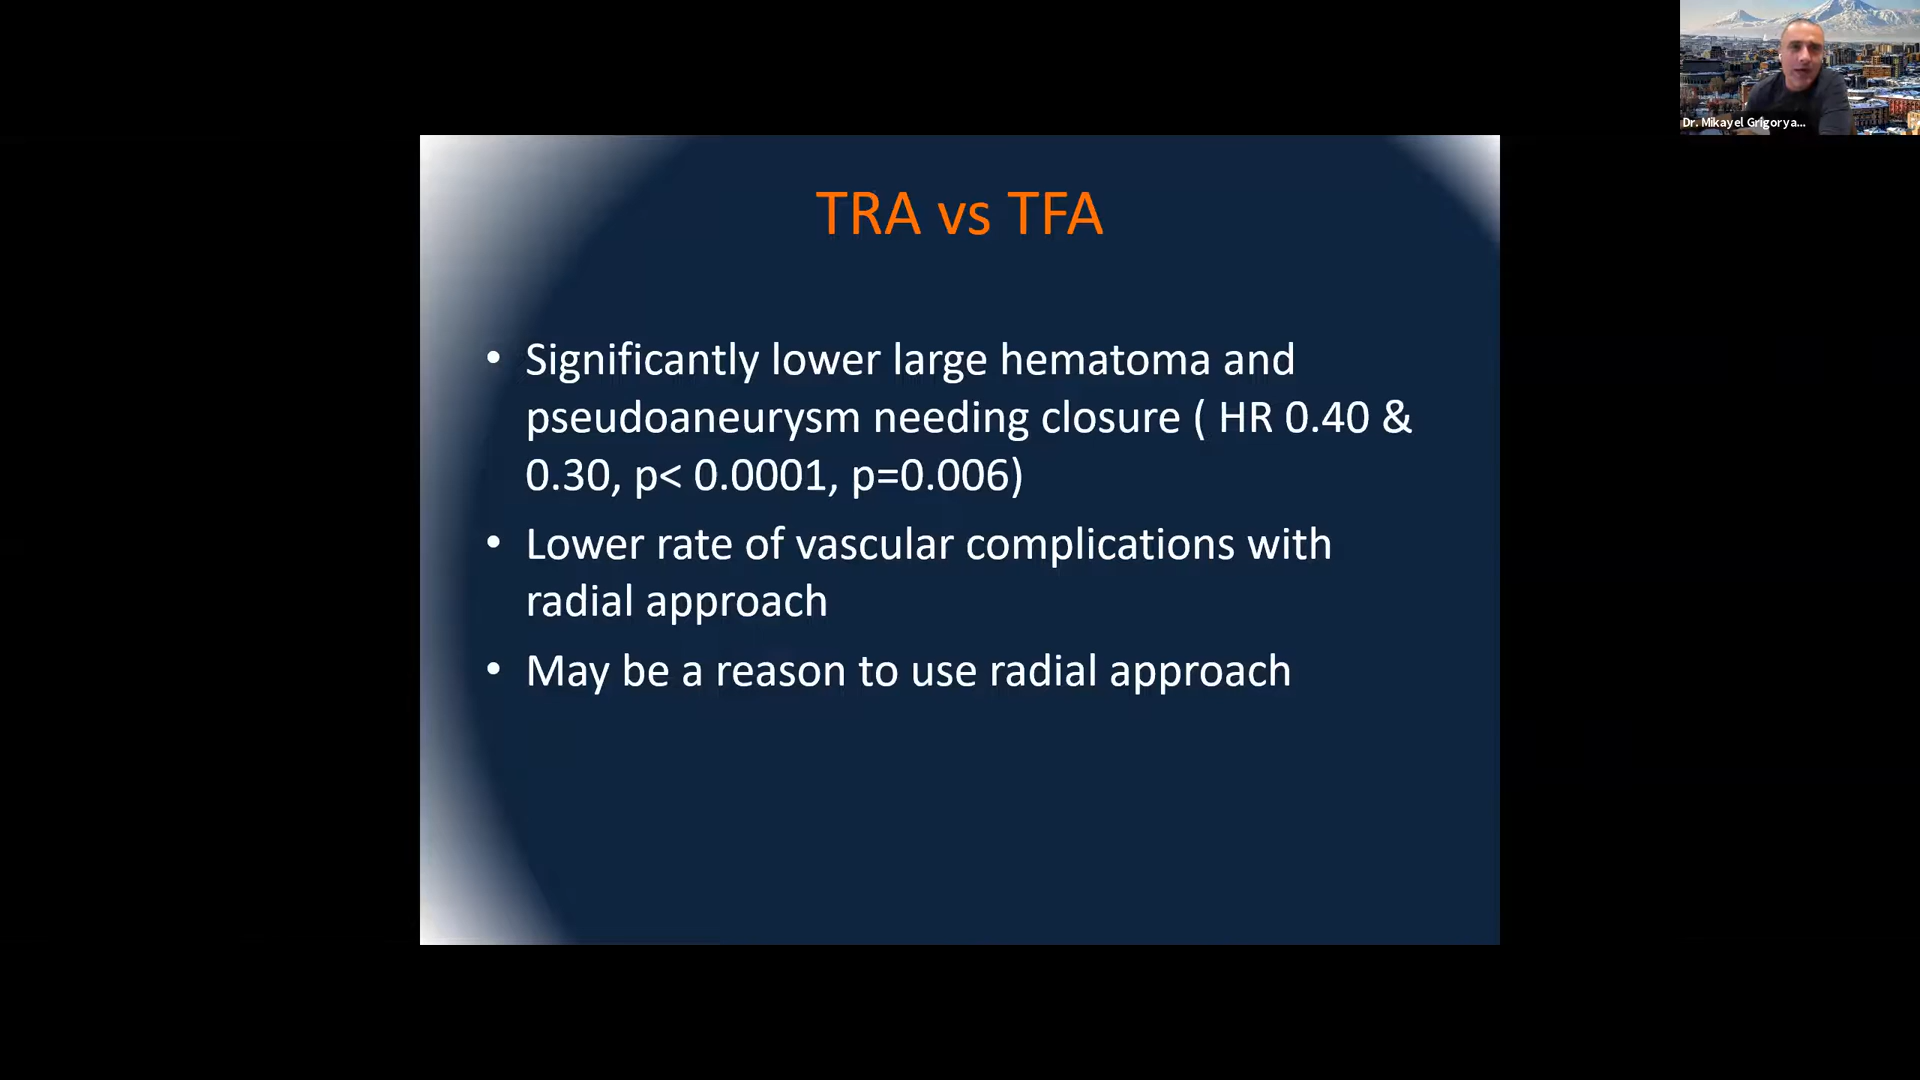 Dr. Mikayel Grigorya...
TRA vs TFA
• Significantly lower large hematoma and
pseudoaneurysm needing closure ( HR 0.40 &
0.30, p< 0.0001, p=0.006)
• Lower rate of vascular complications with
radial approach
• May be a reason to use radial approach